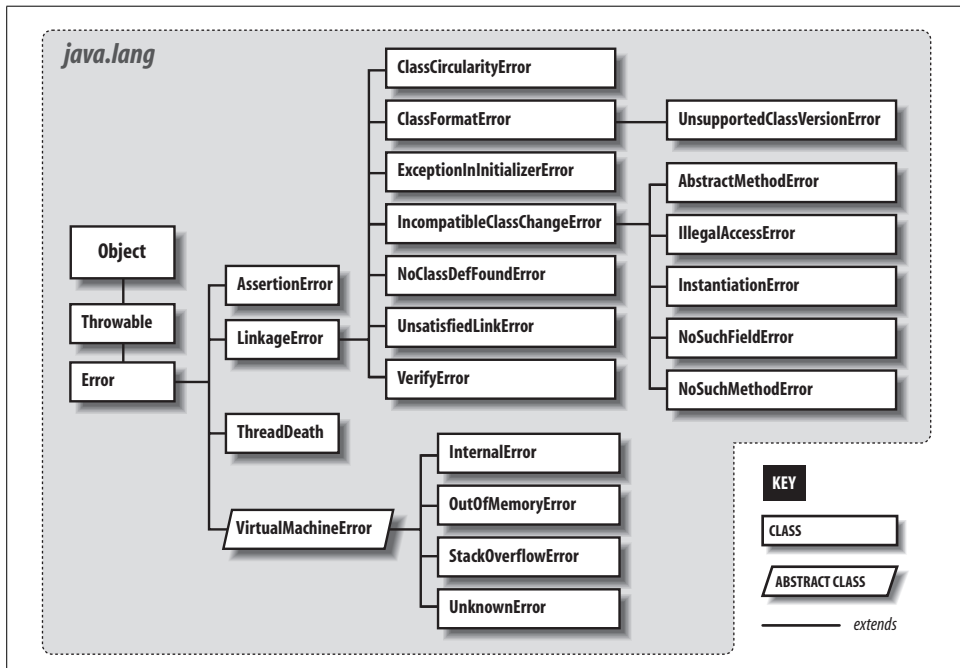 java.lang
ClassCircularityError
ClassFormatError
UnsupportedClassVersionError
ExceptionInInitializerError
AbstractMethodError
IncompatibleClassChangeError
IllegalAccessError
Object
NoClassDefFoundError
InstantiationError
AssertionError
Throwable
UnsatisfiedLinkError
NoSuchFieldError
LinkageError
Error
VerifyError
NoSuchMethodError
ThreadDeath
InternalError
OutOfMemoryError
VirtualMachineError
StackOverflowError
UnknownError
KEY
CLASS
ABSTRACT CLASS
extends